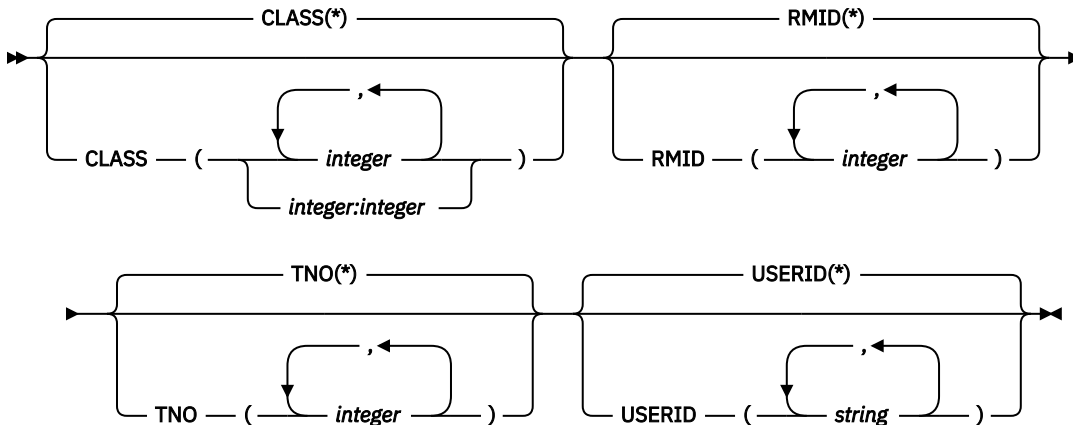 CLASS(*) RMID(*)
, ,
CLASS ( integer ) RMID ( integer )
integer:integer
TNO(*) USERID(*)
, ,
TNO ( integer ) USERID ( string )